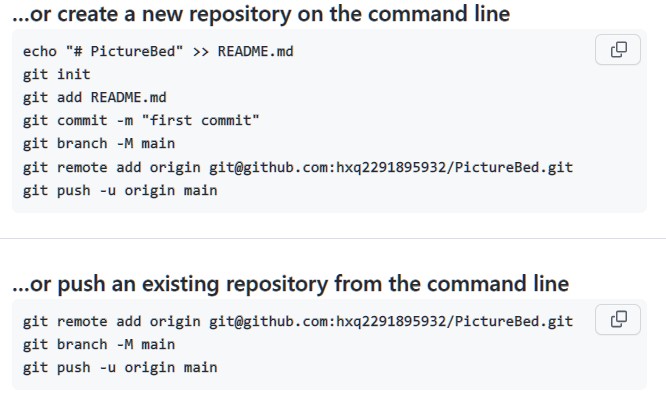 ...or create a new repository on the command line
echo "# PictureBed" >> README.md
git init
git add README.md
git commit -m "first commit"
git branch -M main
git remote add origin git@github.com:hxq2291895932/PictureBed.git
git push -u origin main
...or push an existing repository from the command line
git remote add origin git@github.com:hxq2291895932/PictureBed.git
git branch -M main
git push -u origin main